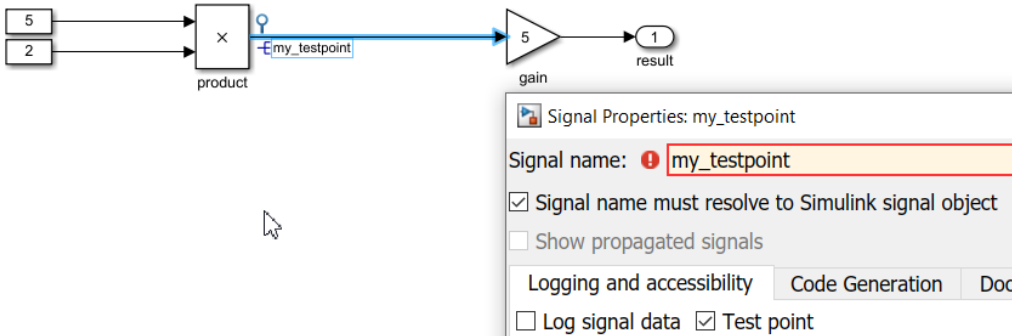 5
2
×
product
my_testpoint
5
gain
1
result
Signal Properties: my_testpoint
Signal name: my_testpoint
Signal name must resolve to Simulink signal object
Show propagated signals
Logging and accessibility Code Generation Doc
Log signal data Test point